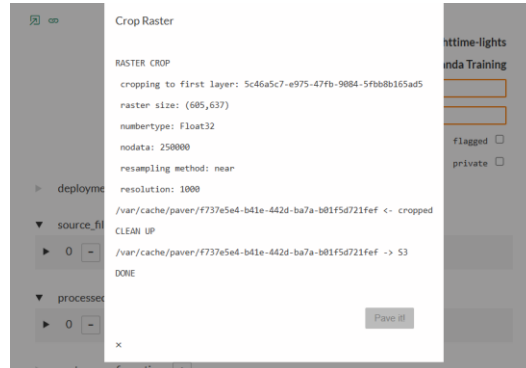 Crop Raster
httime-lights
RASTER CROP
nda Training
cropping to first layer: 5c46a5c7-e975-47fb-9084-5fbb8b165ad5
raster size: (605,637)
numbertype: Float32
nodata: 250000
flagged
resampling method: near
private
resolution: 1000
deployme
/var/cache/paver/f737e5e4-b41e-442d-ba7a-b01f5d721fef <- cropped
CLEAN UP
source_fil
/var/cache/paver/f737e5e4-b41e-442d-ba7a-b01f5d721fef -> S3
0 -
DONE
processed
Pave it!
0 -
×